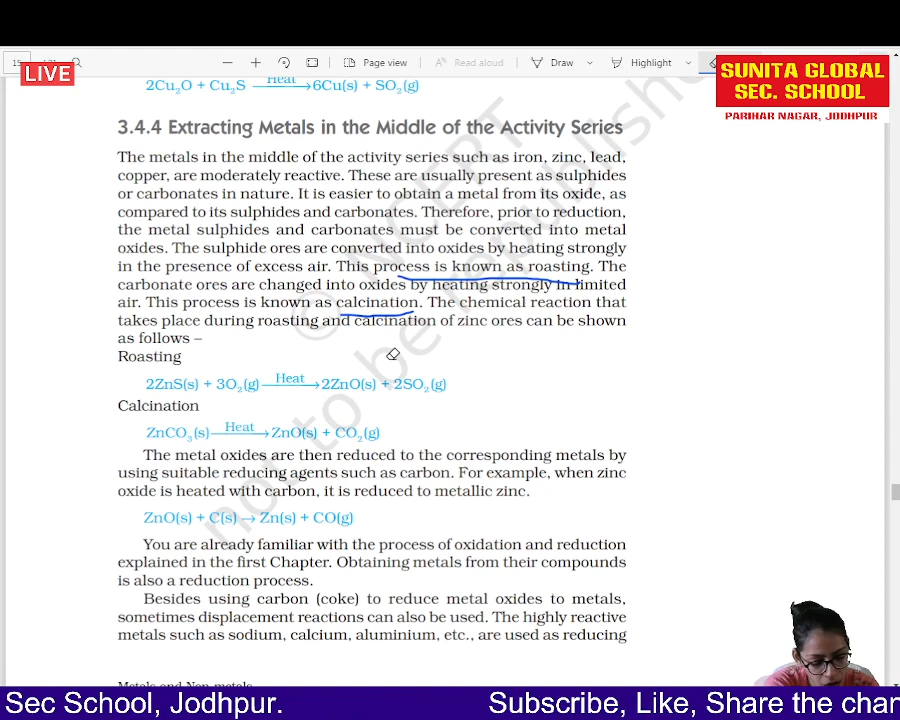 15
Page view
Read aloud
Draw
Highlight
LIVE
SUNITA GLOBAL
SEC. SCHOOL
PARIHAR NAGAR, JODHPUR
2Cu₂O + Cu₂S Heat→ 6Cu(s) + SO₂(g)
3.4.4 Extracting Metals in the Middle of the Activity Series
The metals in the middle of the activity series such as iron, zinc, lead,
copper, are moderately reactive. These are usually present as sulphides
or carbonates in nature. It is easier to obtain a metal from its oxide, as
compared to its sulphides and carbonates. Therefore, prior to reduction,
the metal sulphides and carbonates must be converted into metal
oxides. The sulphide ores are converted into oxides by heating strongly
in the presence of excess air. This process is known as roasting. The
carbonate ores are changed into oxides by heating strongly in limited
air. This process is known as calcination. The chemical reaction that
takes place during roasting and calcination of zinc ores can be shown
as follows –
Roasting
2ZnS(s) + 3O₂(g) Heat→ 2ZnO(s) + 2SO₂(g)
Calcination
ZnCO₃(s) Heat→ ZnO(s) + CO₂(g)
The metal oxides are then reduced to the corresponding metals by
using suitable reducing agents such as carbon. For example, when zinc
oxide is heated with carbon, it is reduced to metallic zinc.
ZnO(s) + C(s) → Zn(s) + CO(g)
You are already familiar with the process of oxidation and reduction
explained in the first Chapter. Obtaining metals from their compounds
is also a reduction process.
Besides using carbon (coke) to reduce metal oxides to metals,
sometimes displacement reactions can also be used. The highly reactive
metals such as sodium, calcium, aluminium, etc., are used as reducing
Metals and Non-metals
© NCERT
not to be republished
Sec School, Jodhpur.
Subscribe, Like, Share the chan